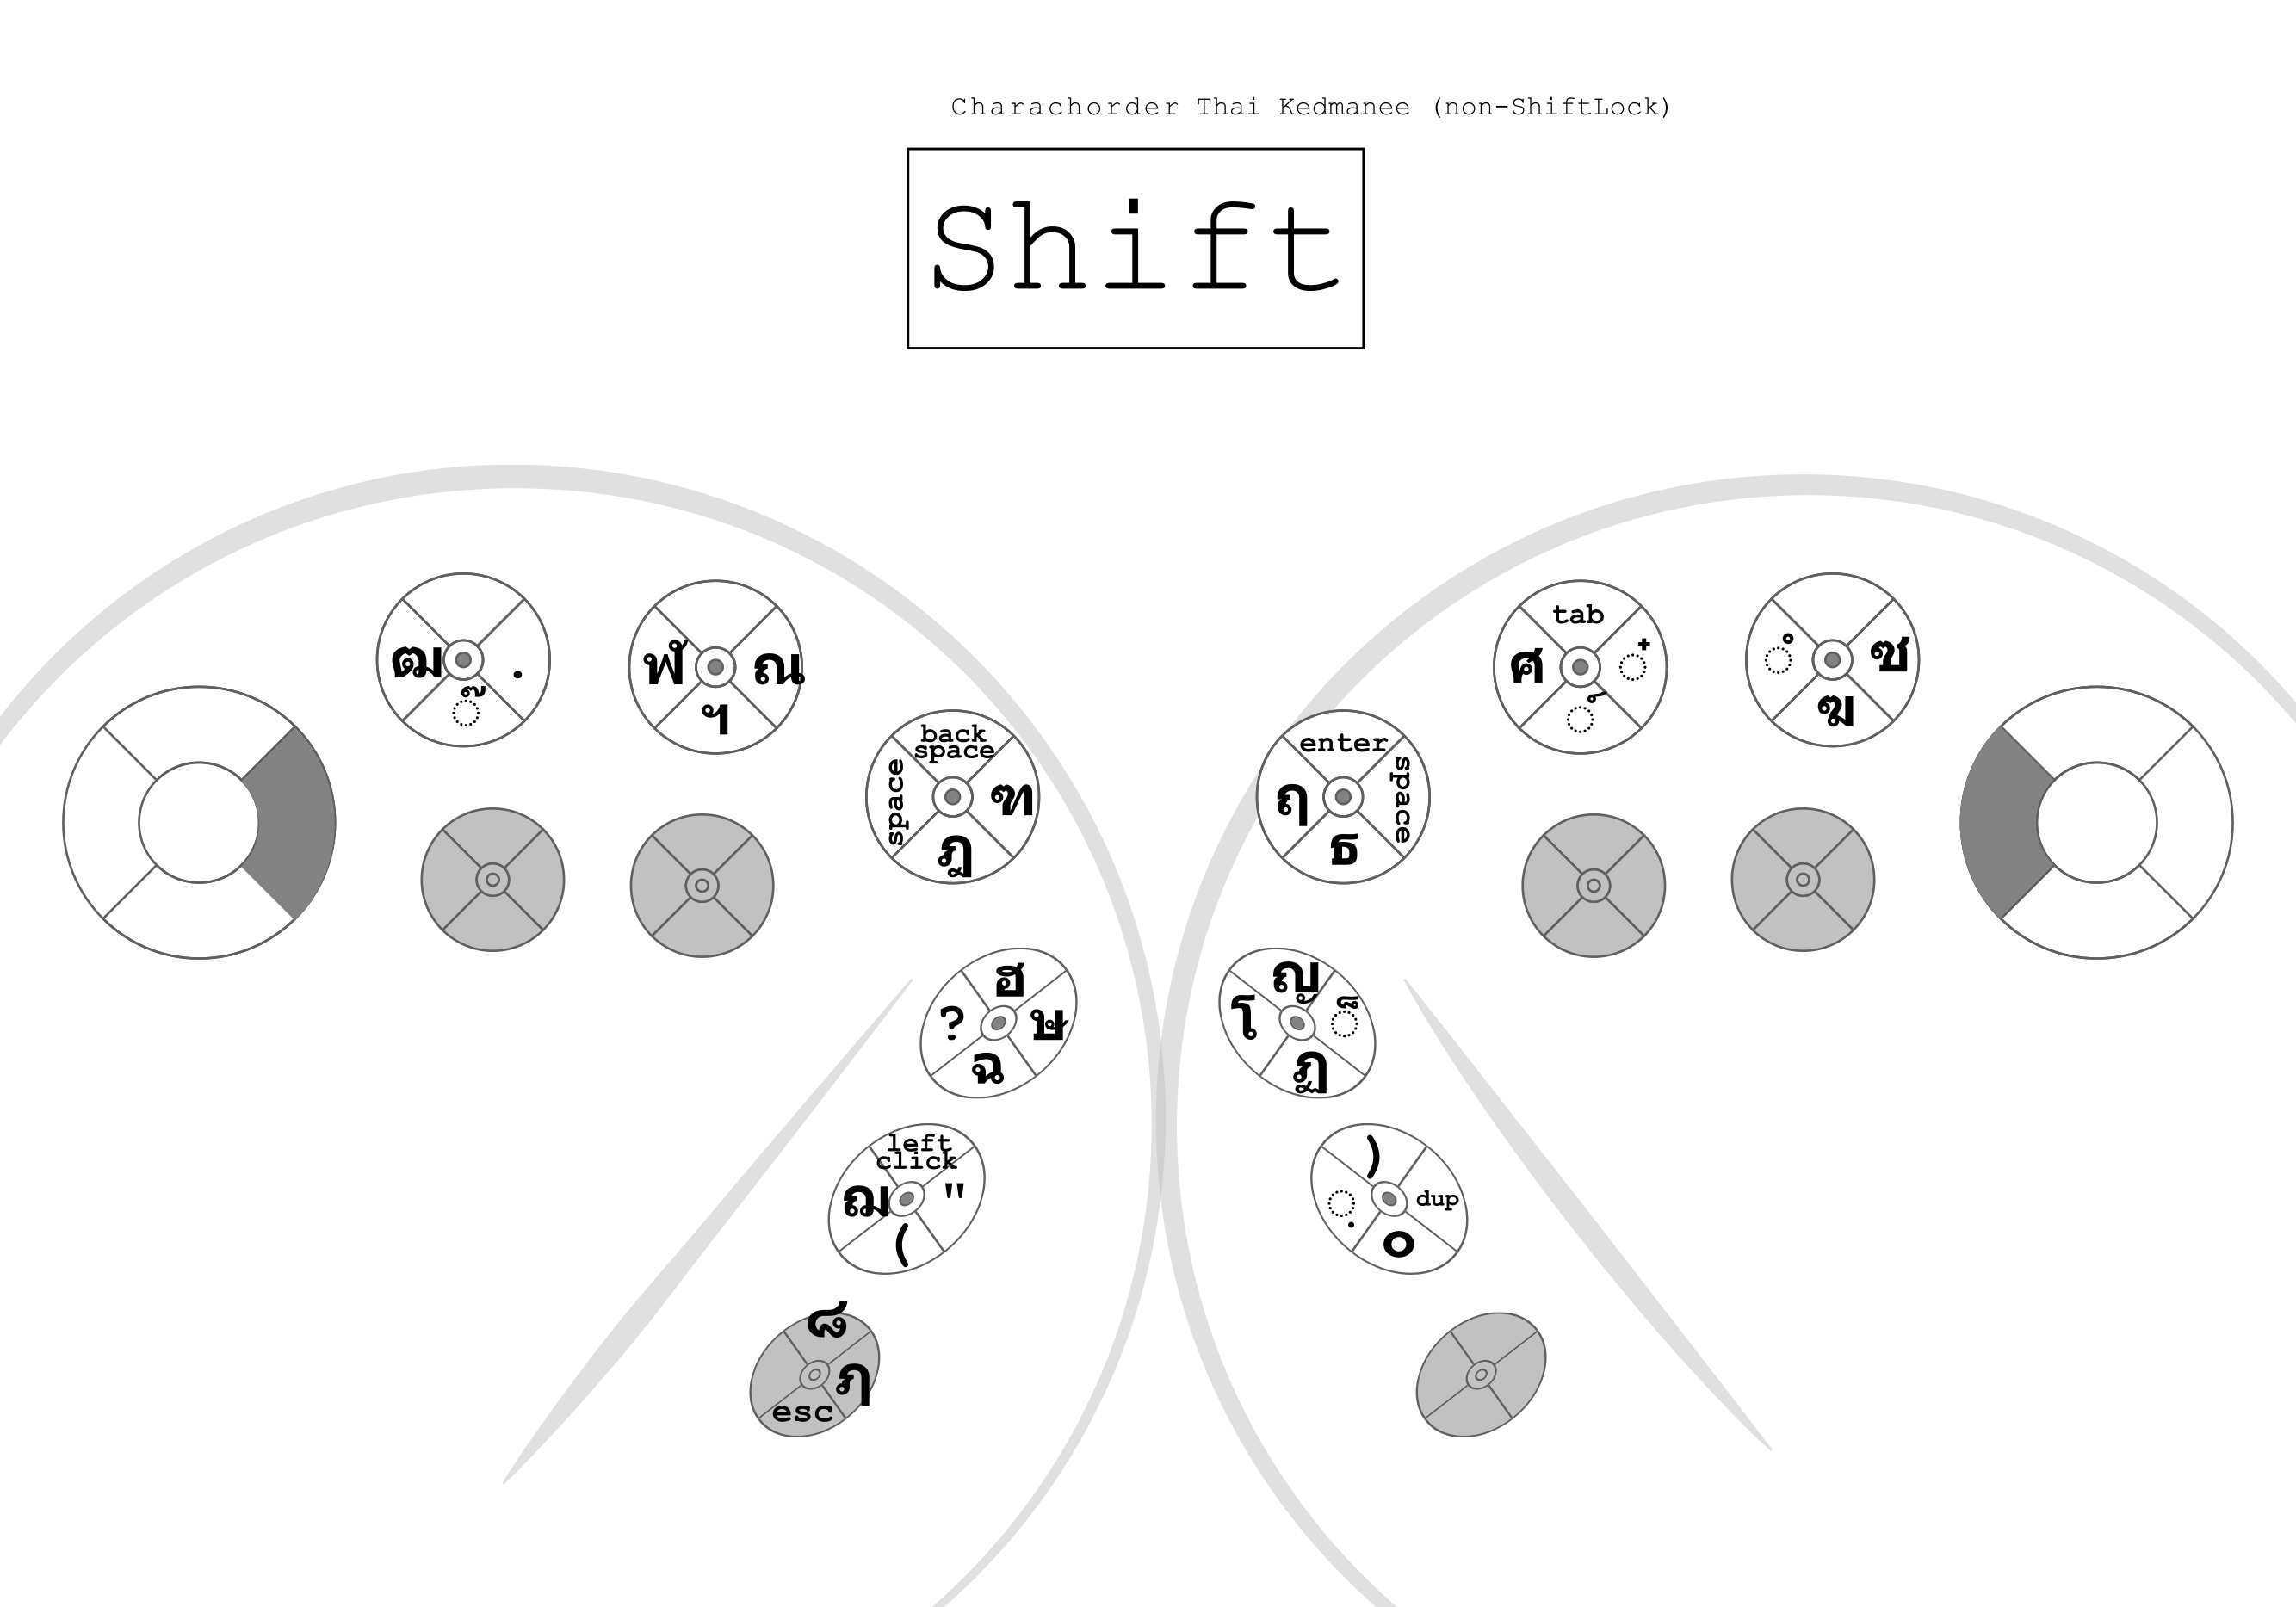 Charachorder Thai Kedmanee (non-ShiftLock)
Shift
ฒ . ◌๊
ฬ ณ ฯ
back
space
space ฑ
ฎ
enter
ฤ space
ธ
tab
ศ ◌๋
◌์
◌ํ ซ
ฆ
ฮ
? ษ
ฉ
ญ
โ ◌็
ฏ
left
click
ฌ "
(
)
◌ฺ dup
๐
๘
ฦ
esc